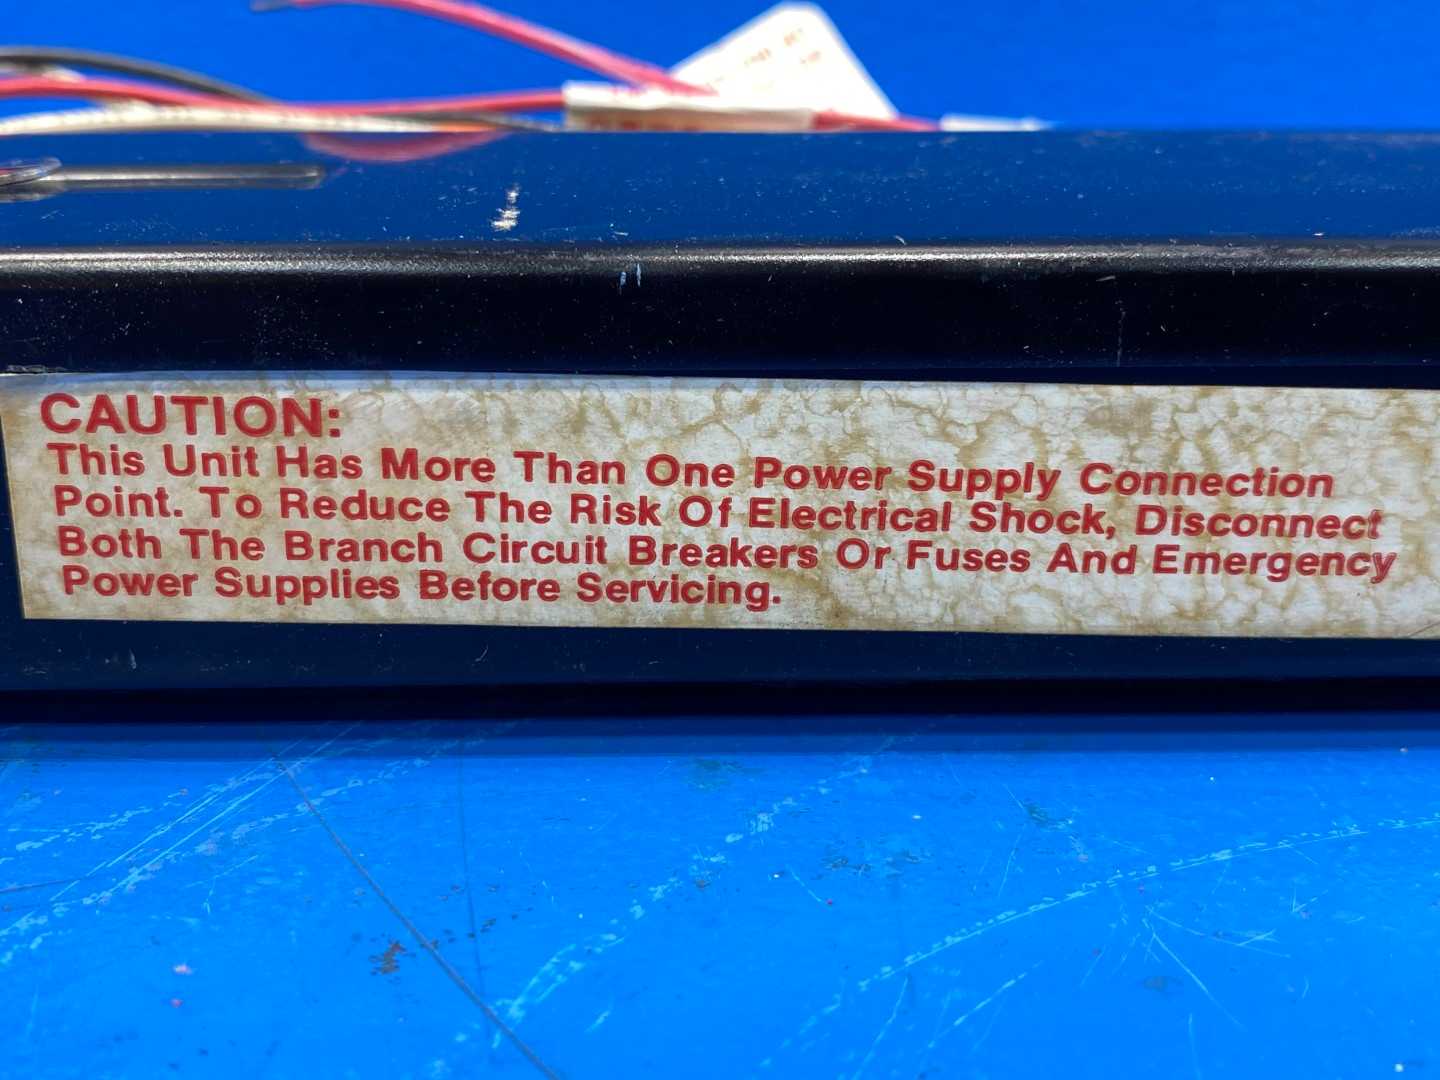 CAUTION:
This Unit Has More Than One Power Supply Connection
Point. To Reduce The Risk Of Electrical Shock, Disconnect
Both The Branch Circuit Breakers Or Fuses And Emergency
Power Supplies Before Servicing.